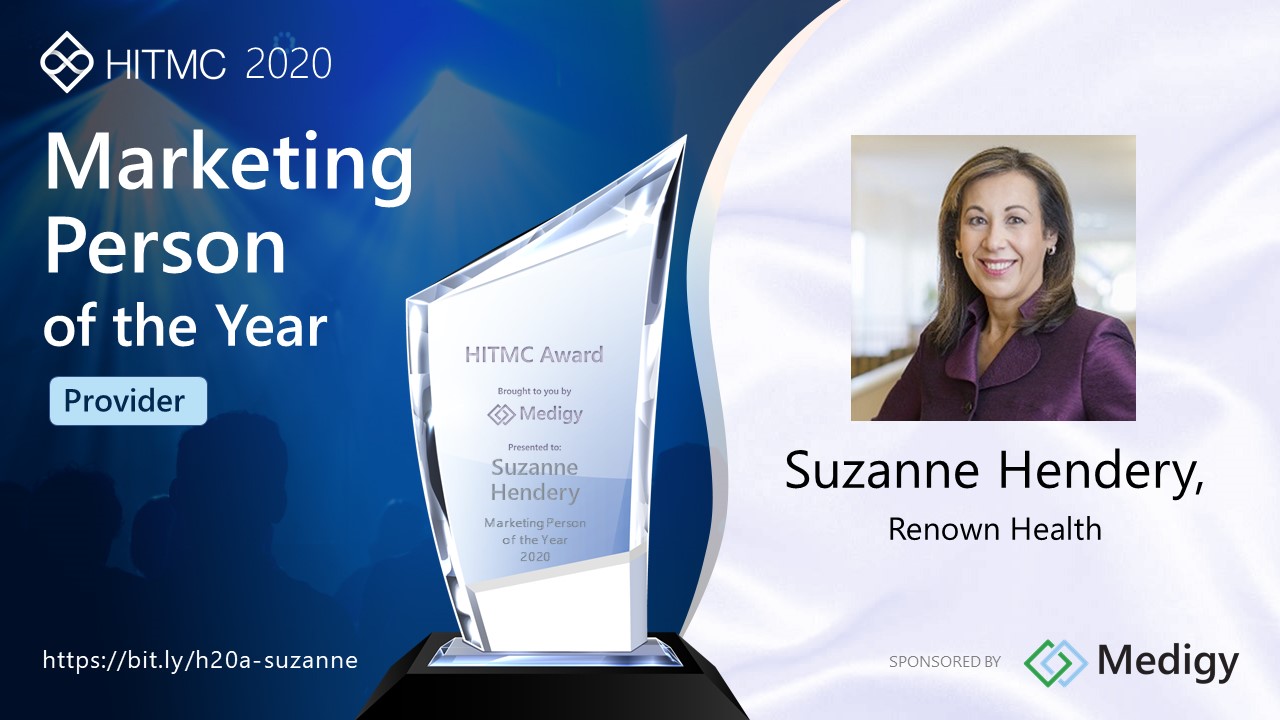 HITMC 2020
Marketing
Person
of the Year
Provider
https://bit.ly/h20a-suzanne
HITMC Award
Brought to you by
Medigy
Presented to:
Suzanne
Hendery
Marketing Person
of the Year
2020
Suzanne Hendery,
Renown Health
SPONSORED BY Medigy